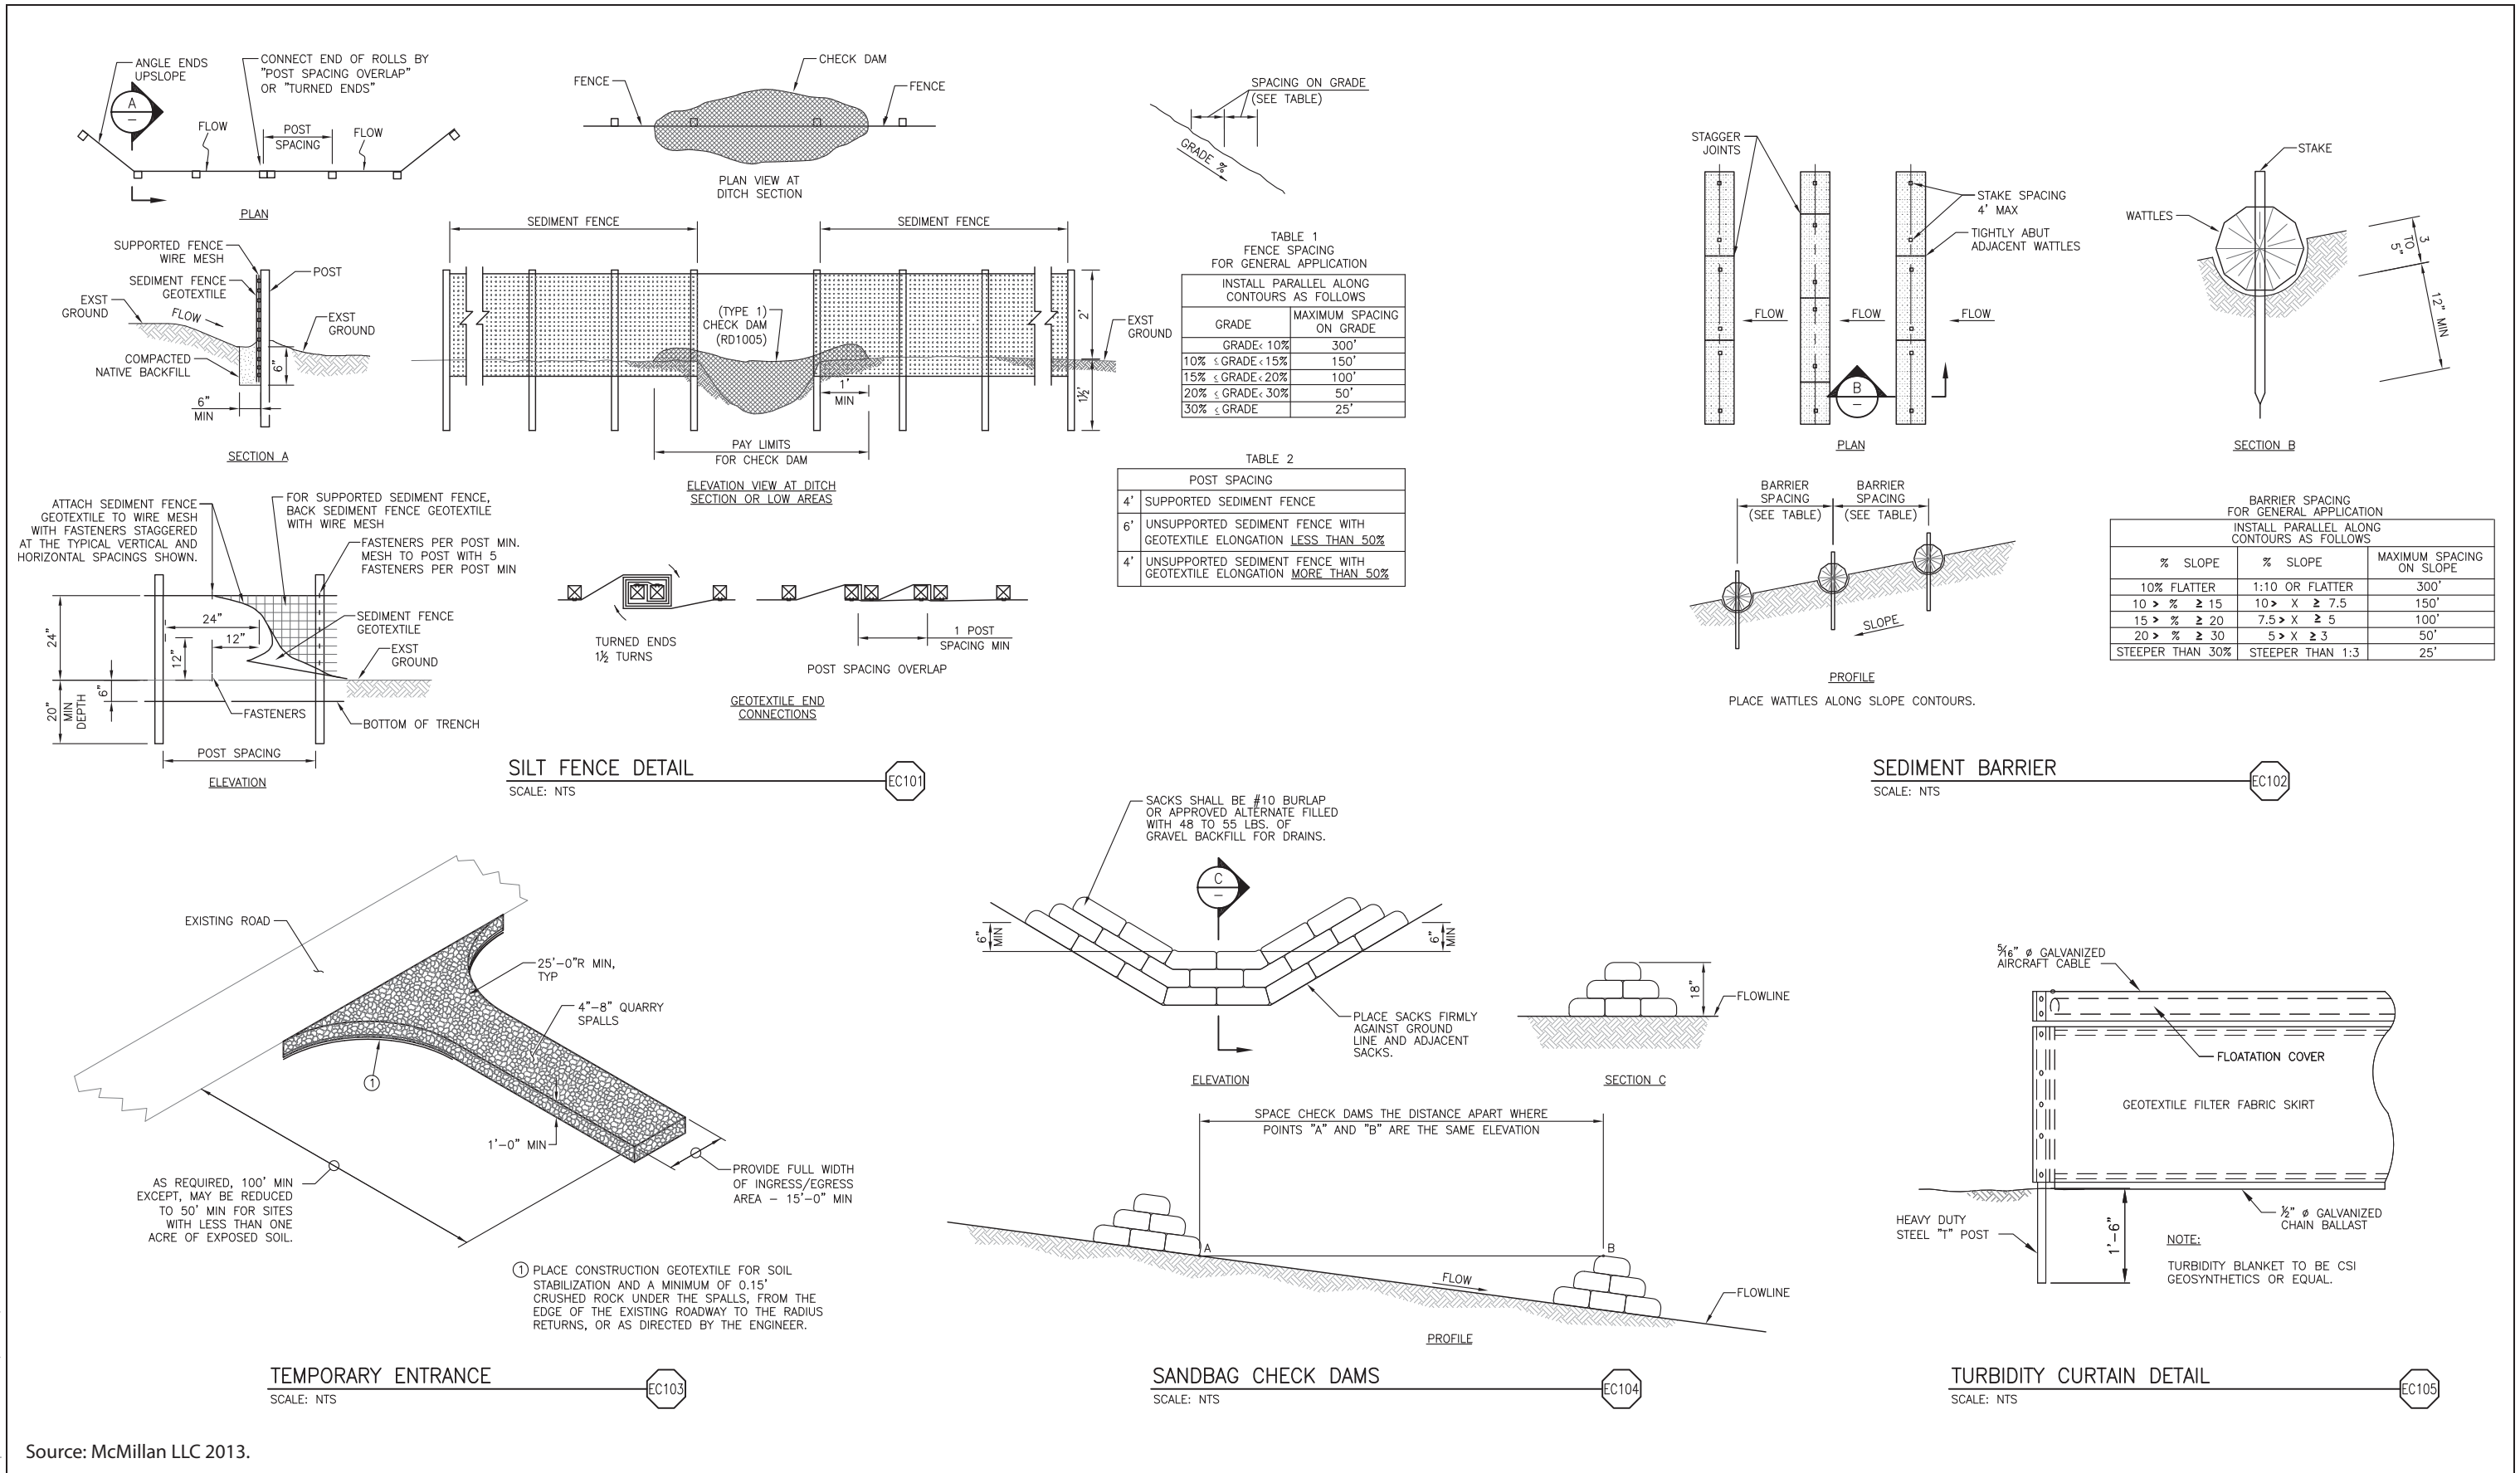 ANGLE ENDS
UPSLOPE
CONNECT END OF ROLLS BY
"POST SPACING OVERLAP"
OR "TURNED ENDS"
A
–
FLOW
POST
SPACING
FLOW
PLAN
FENCE
CHECK DAM
FENCE
PLAN VIEW AT
DITCH SECTION
SPACING ON GRADE
(SEE TABLE)
GRADE %
SUPPORTED FENCE
WIRE MESH
SEDIMENT FENCE
GEOTEXTILE
POST
EXST
GROUND
FLOW
EXST
GROUND
COMPACTED
NATIVE BACKFILL
6"
6"
MIN
SECTION A
SEDIMENT FENCE
SEDIMENT FENCE
(TYPE 1)
CHECK DAM
(RD1005)
2'
EXST
GROUND
1½'
1'
MIN
PAY LIMITS
FOR CHECK DAM
ELEVATION VIEW AT DITCH
SECTION OR LOW AREAS
TABLE 1
FENCE SPACING
FOR GENERAL APPLICATION
INSTALL PARALLEL ALONG
CONTOURS AS FOLLOWS
GRADE MAXIMUM SPACING
ON GRADE
GRADE< 10% 300'
10% ≤ GRADE<15% 150'
15% ≤ GRADE<20% 100'
20% ≤ GRADE< 30% 50'
30% ≤ GRADE 25'
TABLE 2
POST SPACING
4' SUPPORTED SEDIMENT FENCE
6' UNSUPPORTED SEDIMENT FENCE WITH
GEOTEXTILE ELONGATION LESS THAN 50%
4' UNSUPPORTED SEDIMENT FENCE WITH
GEOTEXTILE ELONGATION MORE THAN 50%
ATTACH SEDIMENT FENCE
GEOTEXTILE TO WIRE MESH
WITH FASTENERS STAGGERED
AT THE TYPICAL VERTICAL AND
HORIZONTAL SPACINGS SHOWN.
FOR SUPPORTED SEDIMENT FENCE,
BACK SEDIMENT FENCE GEOTEXTILE
WITH WIRE MESH
FASTENERS PER POST MIN.
MESH TO POST WITH 5
FASTENERS PER POST MIN
SEDIMENT FENCE
GEOTEXTILE
EXST
GROUND
24"
24"
12"
12"
6"
20"
MIN
DEPTH
FASTENERS
BOTTOM OF TRENCH
POST SPACING
ELEVATION
TURNED ENDS
1½ TURNS
1 POST
SPACING MIN
POST SPACING OVERLAP
GEOTEXTILE END
CONNECTIONS
SILT FENCE DETAIL
EC101
SCALE: NTS
STAGGER
JOINTS
STAKE SPACING
4' MAX
TIGHTLY ABUT
ADJACENT WATTLES
FLOW
FLOW
FLOW
B
–
PLAN
STAKE
WATTLES
3
TO
5"
12" MIN
SECTION B
BARRIER
SPACING
(SEE TABLE)
BARRIER
SPACING
(SEE TABLE)
SLOPE
PROFILE
PLACE WATTLES ALONG SLOPE CONTOURS.
BARRIER SPACING
FOR GENERAL APPLICATION
INSTALL PARALLEL ALONG
CONTOURS AS FOLLOWS
% SLOPE % SLOPE MAXIMUM SPACING
ON SLOPE
10% FLATTER 1:10 OR FLATTER 300'
10 > % ≥ 15 10> X ≥ 7.5 150'
15 > % ≥ 20 7.5> X ≥ 5 100'
20 > % ≥ 30 5> X ≥ 3 50'
STEEPER THAN 30% STEEPER THAN 1:3 25'
SEDIMENT BARRIER
EC102
SCALE: NTS
EXISTING ROAD
25'-0"R MIN,
TYP
4"-8" QUARRY
SPALLS
1
1'-0" MIN
PROVIDE FULL WIDTH
OF INGRESS/EGRESS
AREA – 15'-0" MIN
AS REQUIRED, 100' MIN
EXCEPT, MAY BE REDUCED
TO 50' MIN FOR SITES
WITH LESS THAN ONE
ACRE OF EXPOSED SOIL.
1 PLACE CONSTRUCTION GEOTEXTILE FOR SOIL
STABILIZATION AND A MINIMUM OF 0.15'
CRUSHED ROCK UNDER THE SPALLS, FROM THE
EDGE OF THE EXISTING ROADWAY TO THE RADIUS
RETURNS, OR AS DIRECTED BY THE ENGINEER.
TEMPORARY ENTRANCE
EC103
SCALE: NTS
SACKS SHALL BE #10 BURLAP
OR APPROVED ALTERNATE FILLED
WITH 48 TO 55 LBS. OF
GRAVEL BACKFILL FOR DRAINS.
C
–
6"
MIN
6"
MIN
PLACE SACKS FIRMLY
AGAINST GROUND
LINE AND ADJACENT
SACKS.
ELEVATION
18"
FLOWLINE
SECTION C
SPACE CHECK DAMS THE DISTANCE APART WHERE
POINTS "A" AND "B" ARE THE SAME ELEVATION
A
B
FLOW
FLOWLINE
PROFILE
SANDBAG CHECK DAMS
EC104
SCALE: NTS
5/16" ø GALVANIZED
AIRCRAFT CABLE
FLOATATION COVER
GEOTEXTILE FILTER FABRIC SKIRT
HEAVY DUTY
STEEL "T" POST
1'-6"
½" ø GALVANIZED
CHAIN BALLAST
NOTE:
TURBIDITY BLANKET TO BE CSI
GEOSYNTHETICS OR EQUAL.
TURBIDITY CURTAIN DETAIL
EC105
SCALE: NTS
Source: McMillan LLC 2013.